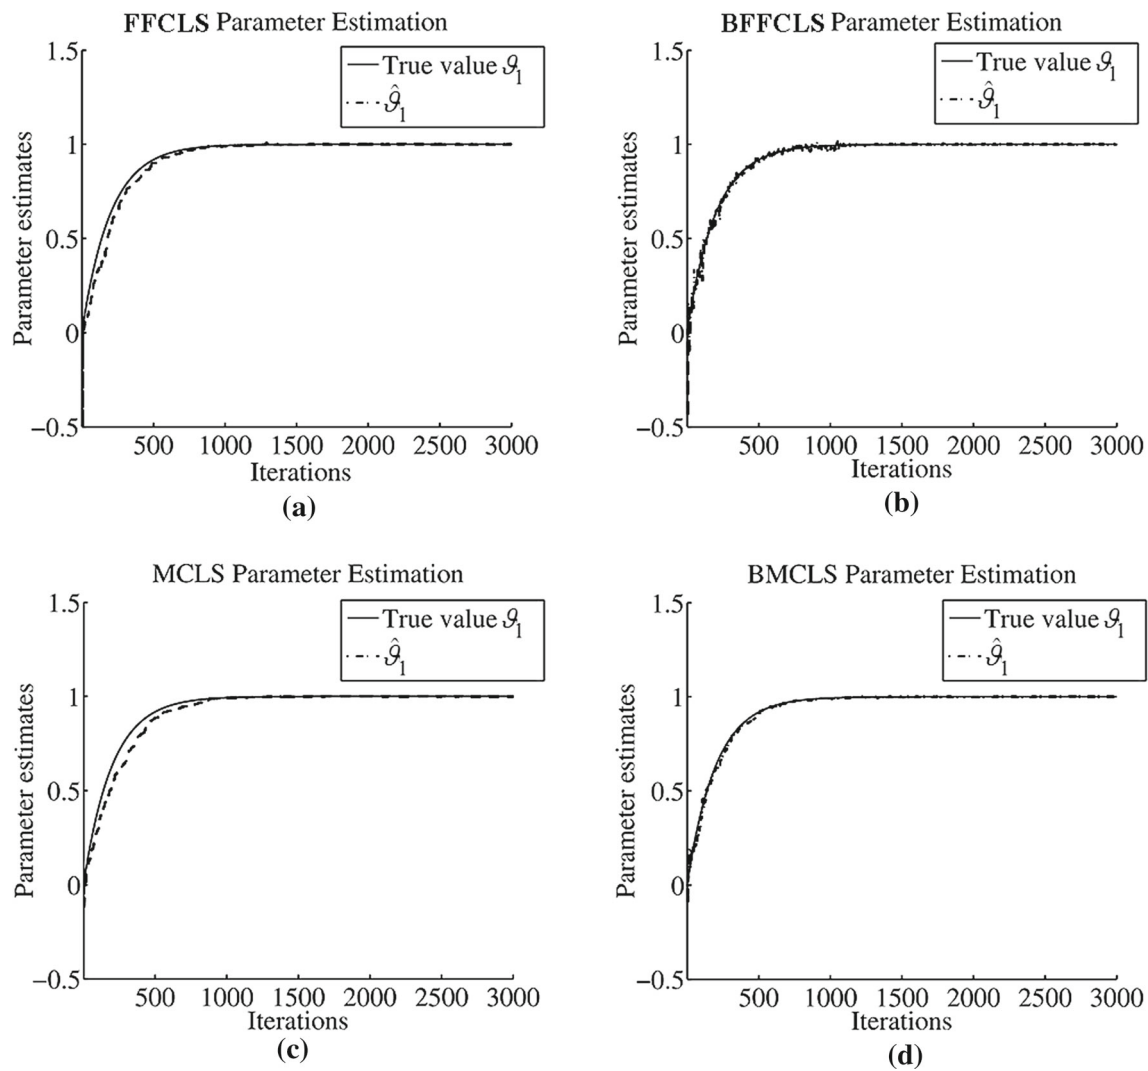 FFCLS Parameter Estimation
1.5
1
0.5
0
−0.5
Parameter estimates
True value ϑ₁
ϑ̂₁
500 1000 1500 2000 2500 3000
Iterations
(a)
BFFCLS Parameter Estimation
1.5
1
0.5
0
−0.5
Parameter estimates
True value ϑ₁
ϑ̂₁
500 1000 1500 2000 2500 3000
Iterations
(b)
MCLS Parameter Estimation
1.5
1
0.5
0
−0.5
Parameter estimates
True value ϑ₁
ϑ̂₁
500 1000 1500 2000 2500 3000
Iterations
(c)
BMCLS Parameter Estimation
1.5
1
0.5
0
−0.5
Parameter estimates
True value ϑ₁
ϑ̂₁
500 1000 1500 2000 2500 3000
Iterations
(d)